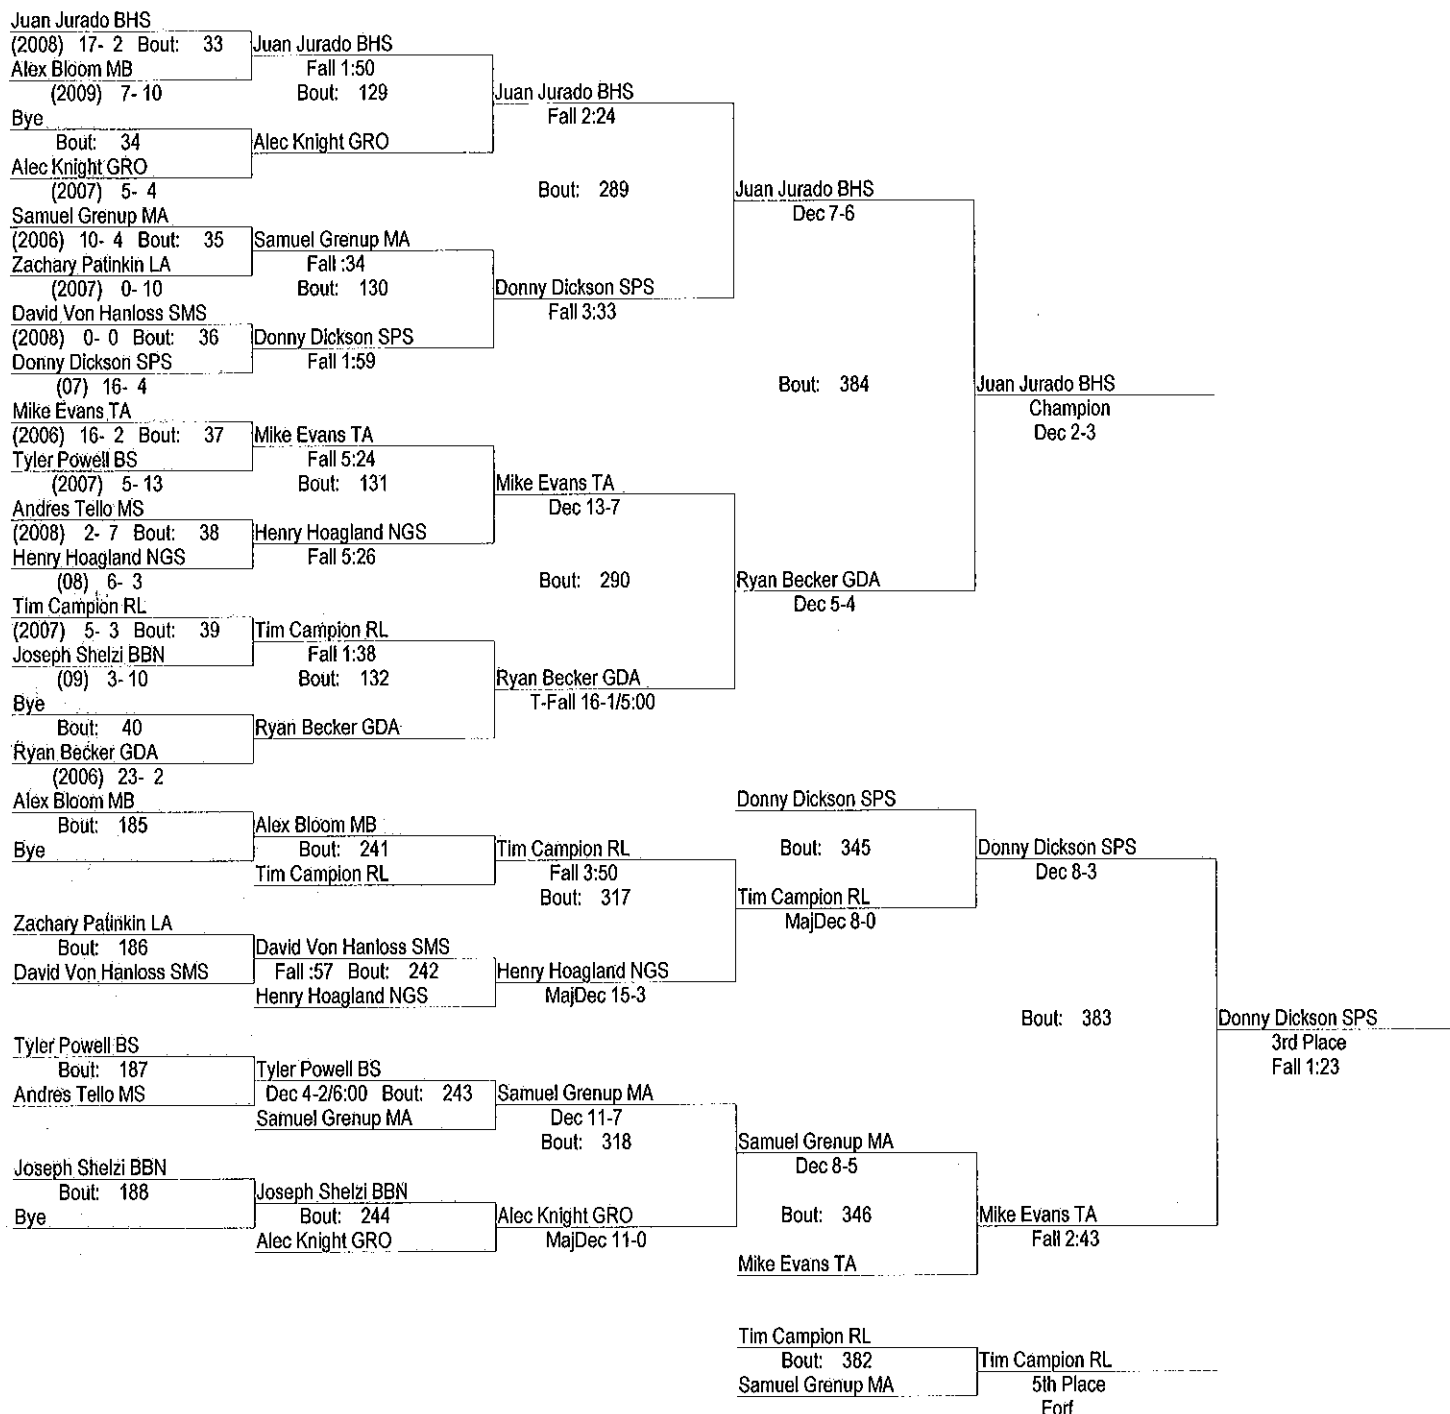 Juan Jurado BHS
(2008) 17- 2 Bout: 33
Juan Jurado BHS
Alex Bloom MB
Fall 1:50
(2009) 7- 10
Bout: 129
Juan Jurado BHS
Fall 2:24
Bye
Bout: 34
Alec Knight GRO
Alec Knight GRO
(2007) 5- 4
Bout: 289
Juan Jurado BHS
Dec 7-6
Samuel Grenup MA
(2006) 10- 4 Bout: 35
Samuel Grenup MA
Zachary Patinkin LA
Fall :34
(2007) 0- 10
Bout: 130
Donny Dickson SPS
Fall 3:33
David Von Hanloss SMS
(2008) 0- 0 Bout: 36
Donny Dickson SPS
Donny Dickson SPS
Fall 1:59
(07) 16- 4
Bout: 384
Juan Jurado BHS
Champion
Dec 2-3
Mike Evans TA
(2006) 16- 2 Bout: 37
Mike Evans TA
Tyler Powell BS
Fall 5:24
(2007) 5- 13
Bout: 131
Mike Evans TA
Dec 13-7
Andres Tello MS
(2008) 2- 7 Bout: 38
Henry Hoagland NGS
Henry Hoagland NGS
Fall 5:26
(08) 6- 3
Bout: 290
Ryan Becker GDA
Dec 5-4
Tim Campion RL
(2007) 5- 3 Bout: 39
Tim Campion RL
Joseph Shelzi BBN
Fall 1:38
(09) 3- 10
Bout: 132
Ryan Becker GDA
T-Fall 16-1/5:00
Bye
Bout: 40
Ryan Becker GDA
Ryan Becker GDA
(2006) 23- 2
Alex Bloom MB
Bout: 185
Bye
Alex Bloom MB
Bout: 241
Tim Campion RL
Tim Campion RL
Fall 3:50
Bout: 317
Donny Dickson SPS
Bout: 345
Tim Campion RL
MajDec 8-0
Donny Dickson SPS
Dec 8-3
Zachary Patinkin LA
Bout: 186
David Von Hanloss SMS
David Von Hanloss SMS
Fall :57 Bout: 242
Henry Hoagland NGS
Henry Hoagland NGS
MajDec 15-3
Bout: 383
Donny Dickson SPS
3rd Place
Fall 1:23
Tyler Powell BS
Bout: 187
Andres Tello MS
Tyler Powell BS
Dec 4-2/6:00 Bout: 243
Samuel Grenup MA
Samuel Grenup MA
Dec 11-7
Bout: 318
Samuel Grenup MA
Dec 8-5
Bout: 346
Mike Evans TA
Mike Evans TA
Fall 2:43
Joseph Shelzi BBN
Bout: 188
Bye
Joseph Shelzi BBN
Bout: 244
Alec Knight GRO
Alec Knight GRO
MajDec 11-0
Tim Campion RL
Bout: 382
Samuel Grenup MA
Tim Campion RL
5th Place
Forf